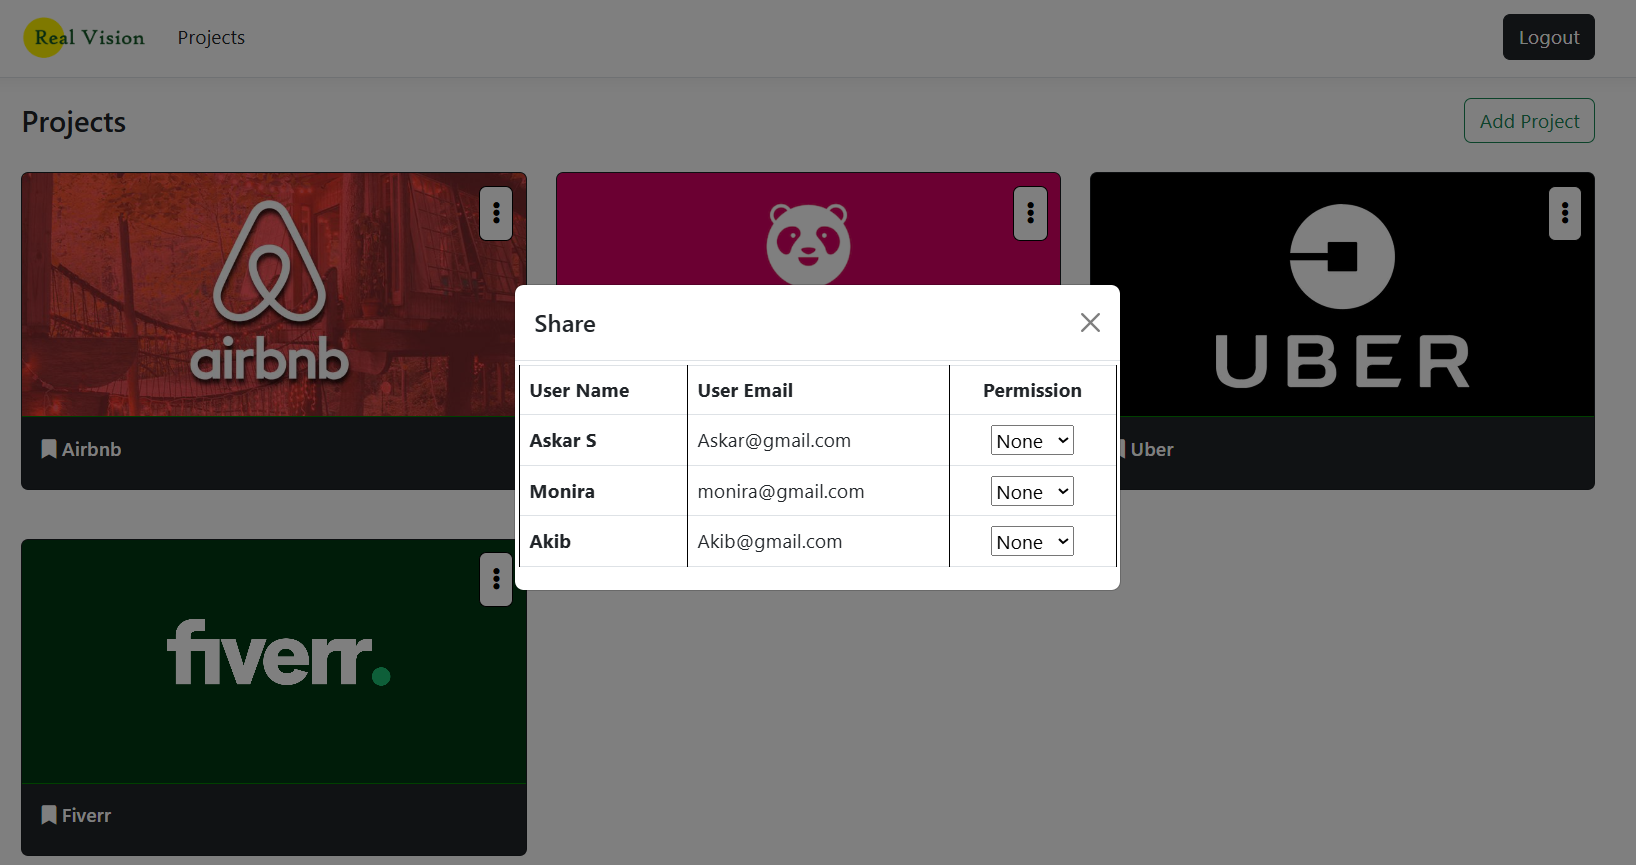 Real Vision Projects Logout
Projects Add Project
airbnb
UBER
Share
User Name User Email Permission
Askar S Askar@gmail.com None
Monira monira@gmail.com None
Akib Akib@gmail.com None
Airbnb Uber
fiverr.
Fiverr